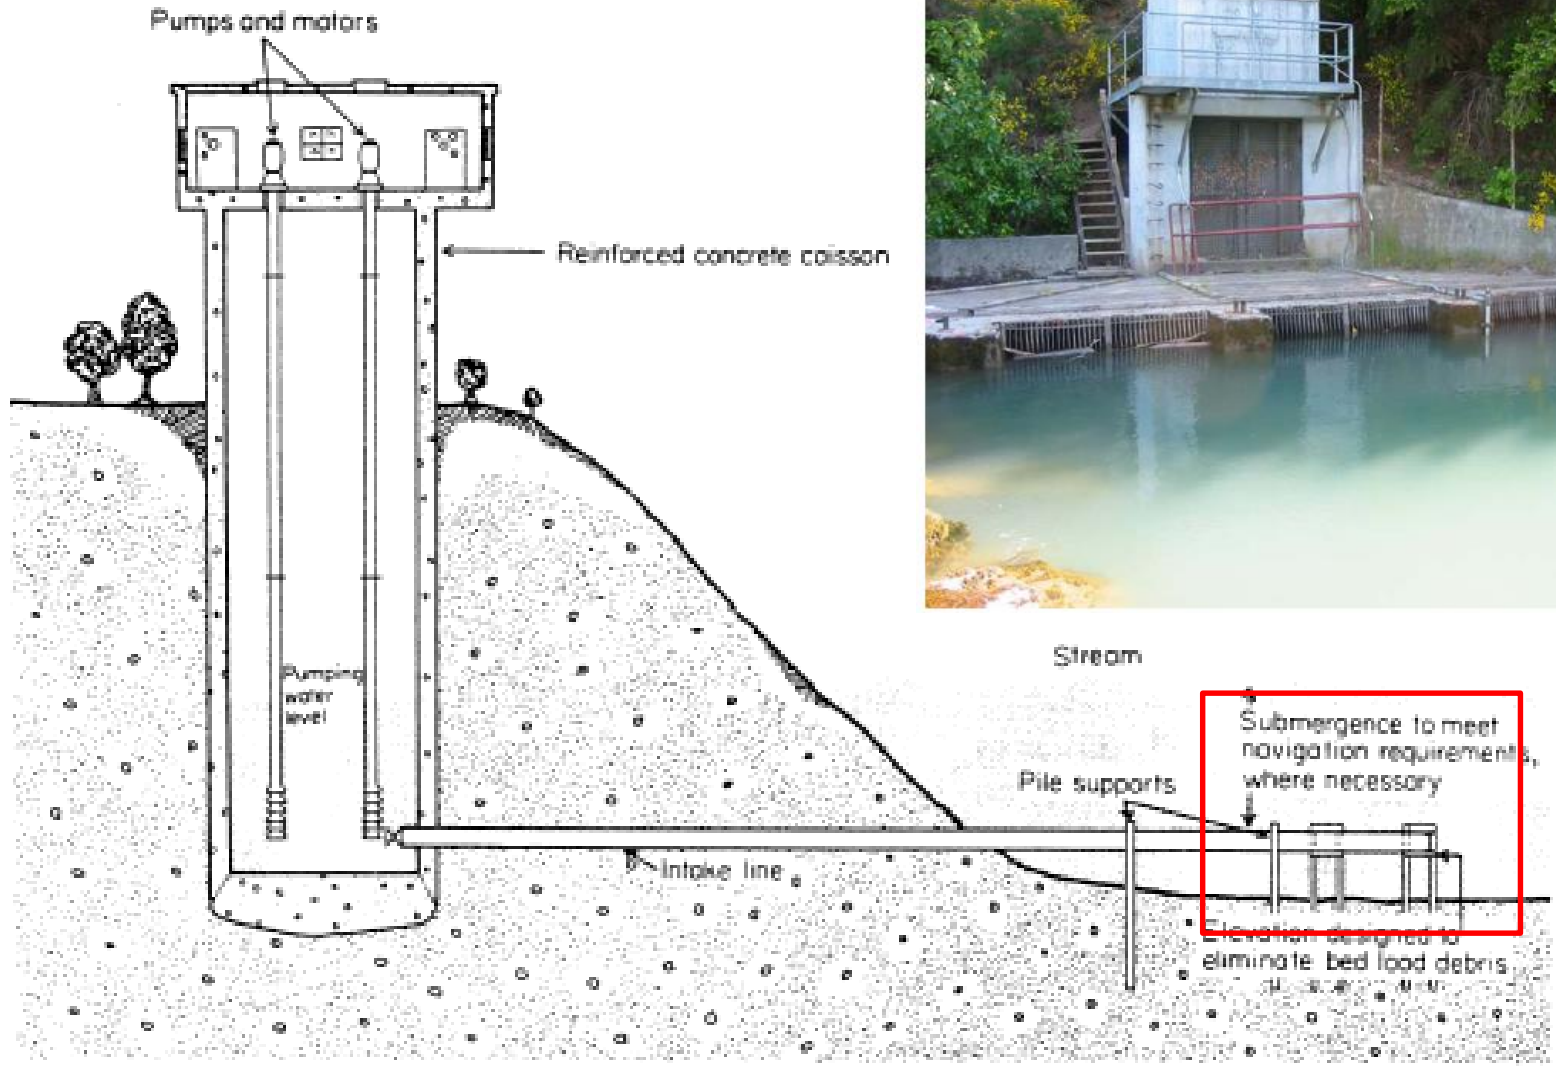 Pumps and motors
Reinforced concrete caisson
Pumping
water
level
Stream
Submergence to meet
navigation requirements,
where necessary
Pile supports
Intake line
Elevation designed to
eliminate bed load debris